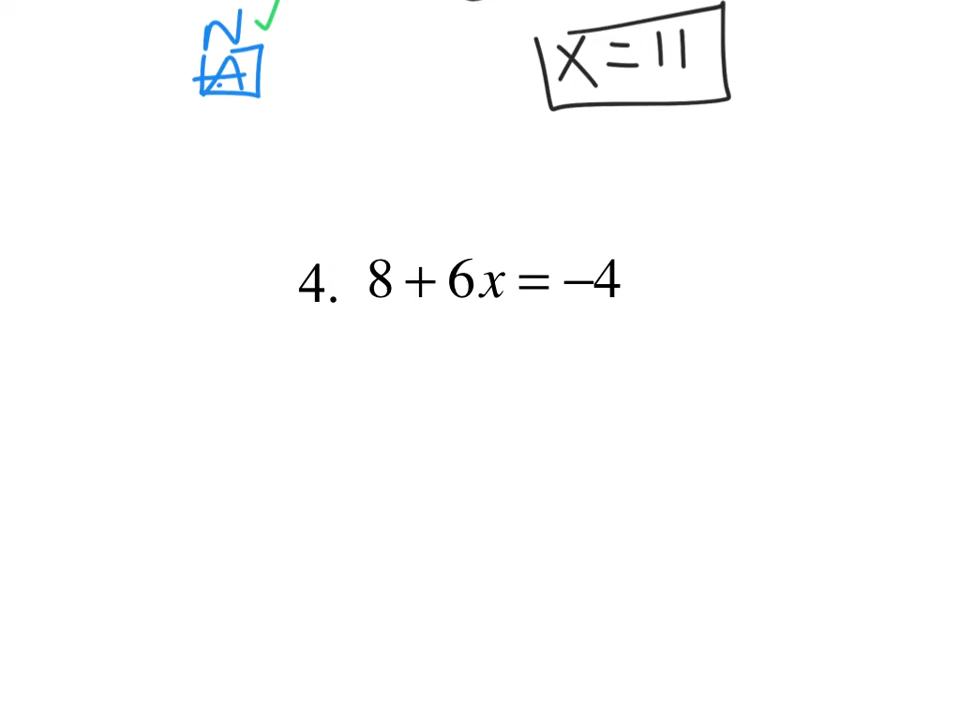 N
A
x = 11
4. 8 + 6x = −4